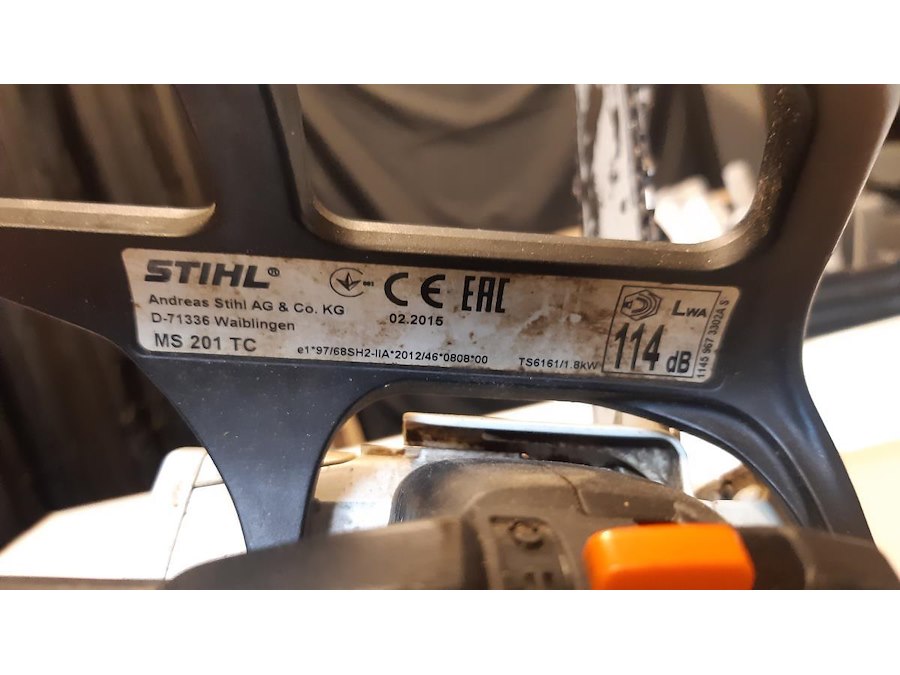 STIHL®
Andreas Stihl AG & Co. KG
D-71336 Waiblingen
MS 201 TC
001
CE EAC
02.2015
e1*97/68SH2-IIA*2012/46*0808*00
TS6161/1.8kW
LWA
114 dB
1145 967 3302A S